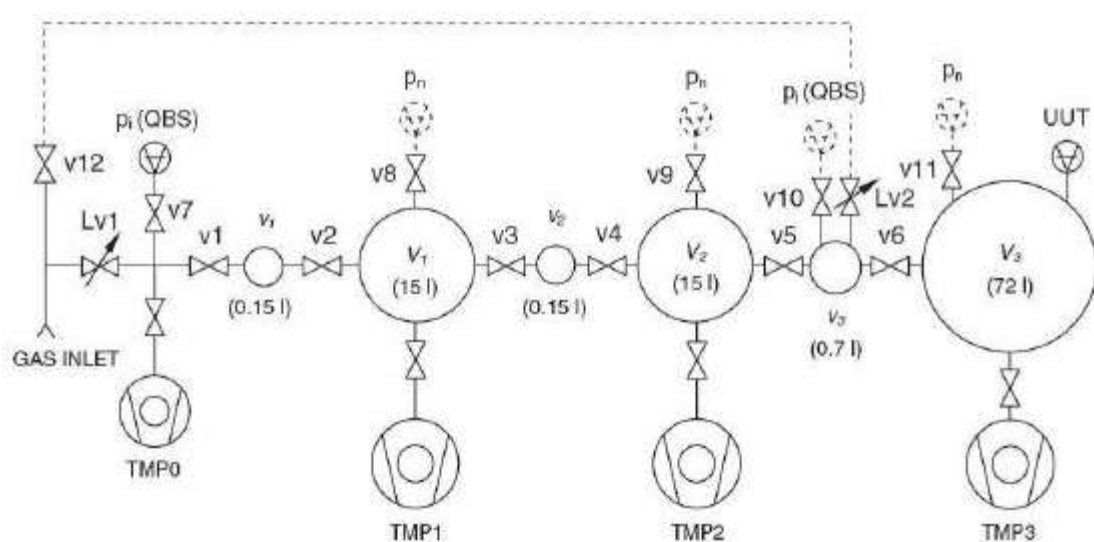 pₙ
pₙ
pᵢ (QBS)
pₙ
pᵢ (QBS)
UUT
v12
v7
v8
v9
v10
Lv2
v11
Lv1
v1
v₁
v2
v3
v₂
v4
v5
v6
V₁
(15 l)
V₂
(15 l)
V₃
(72 l)
(0.15 l)
(0.15 l)
v₃
(0.7 l)
GAS INLET
TMP0
TMP1
TMP2
TMP3